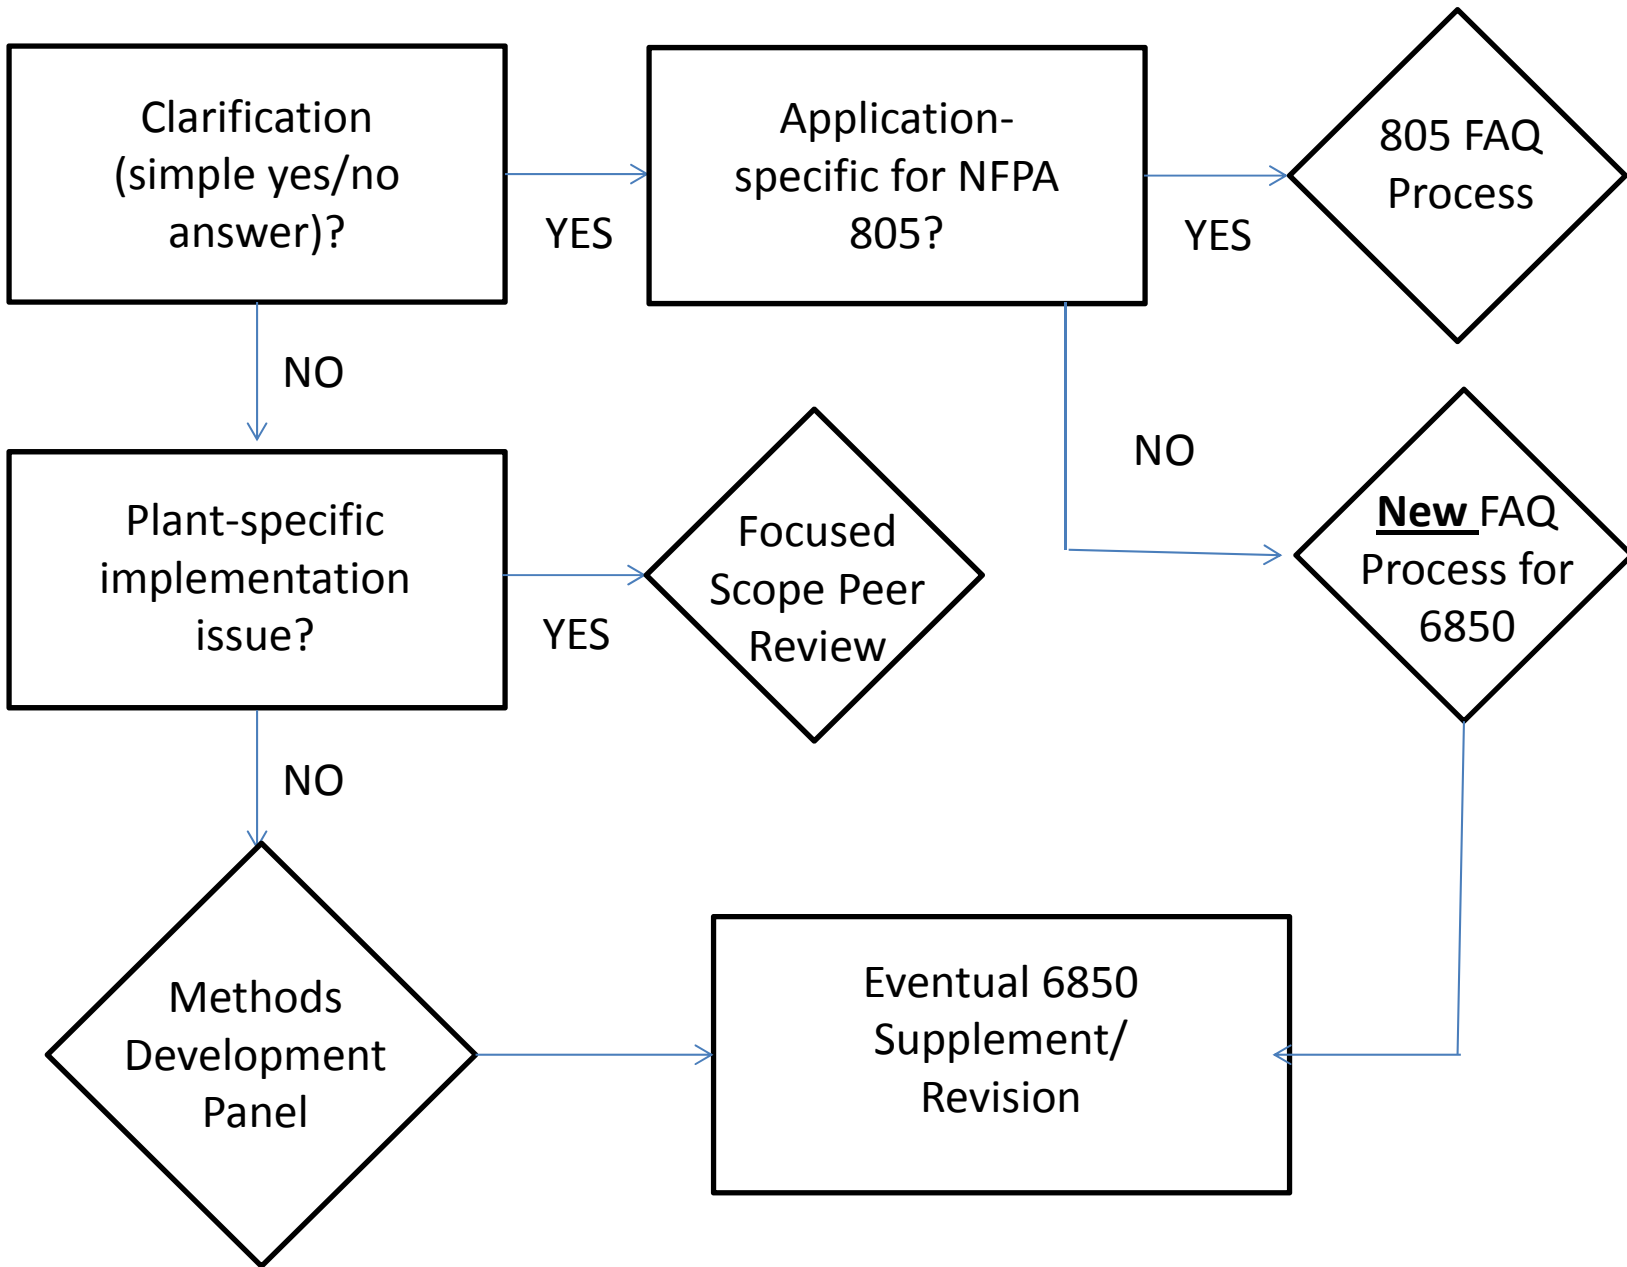 Clarification
(simple yes/no
answer)?
YES
Application-
specific for NFPA
805?
YES
805 FAQ
Process
NO
NO
Plant-specific
implementation
issue?
YES
Focused
Scope Peer
Review
New FAQ
Process for
6850
NO
Methods
Development
Panel
Eventual 6850
Supplement/
Revision